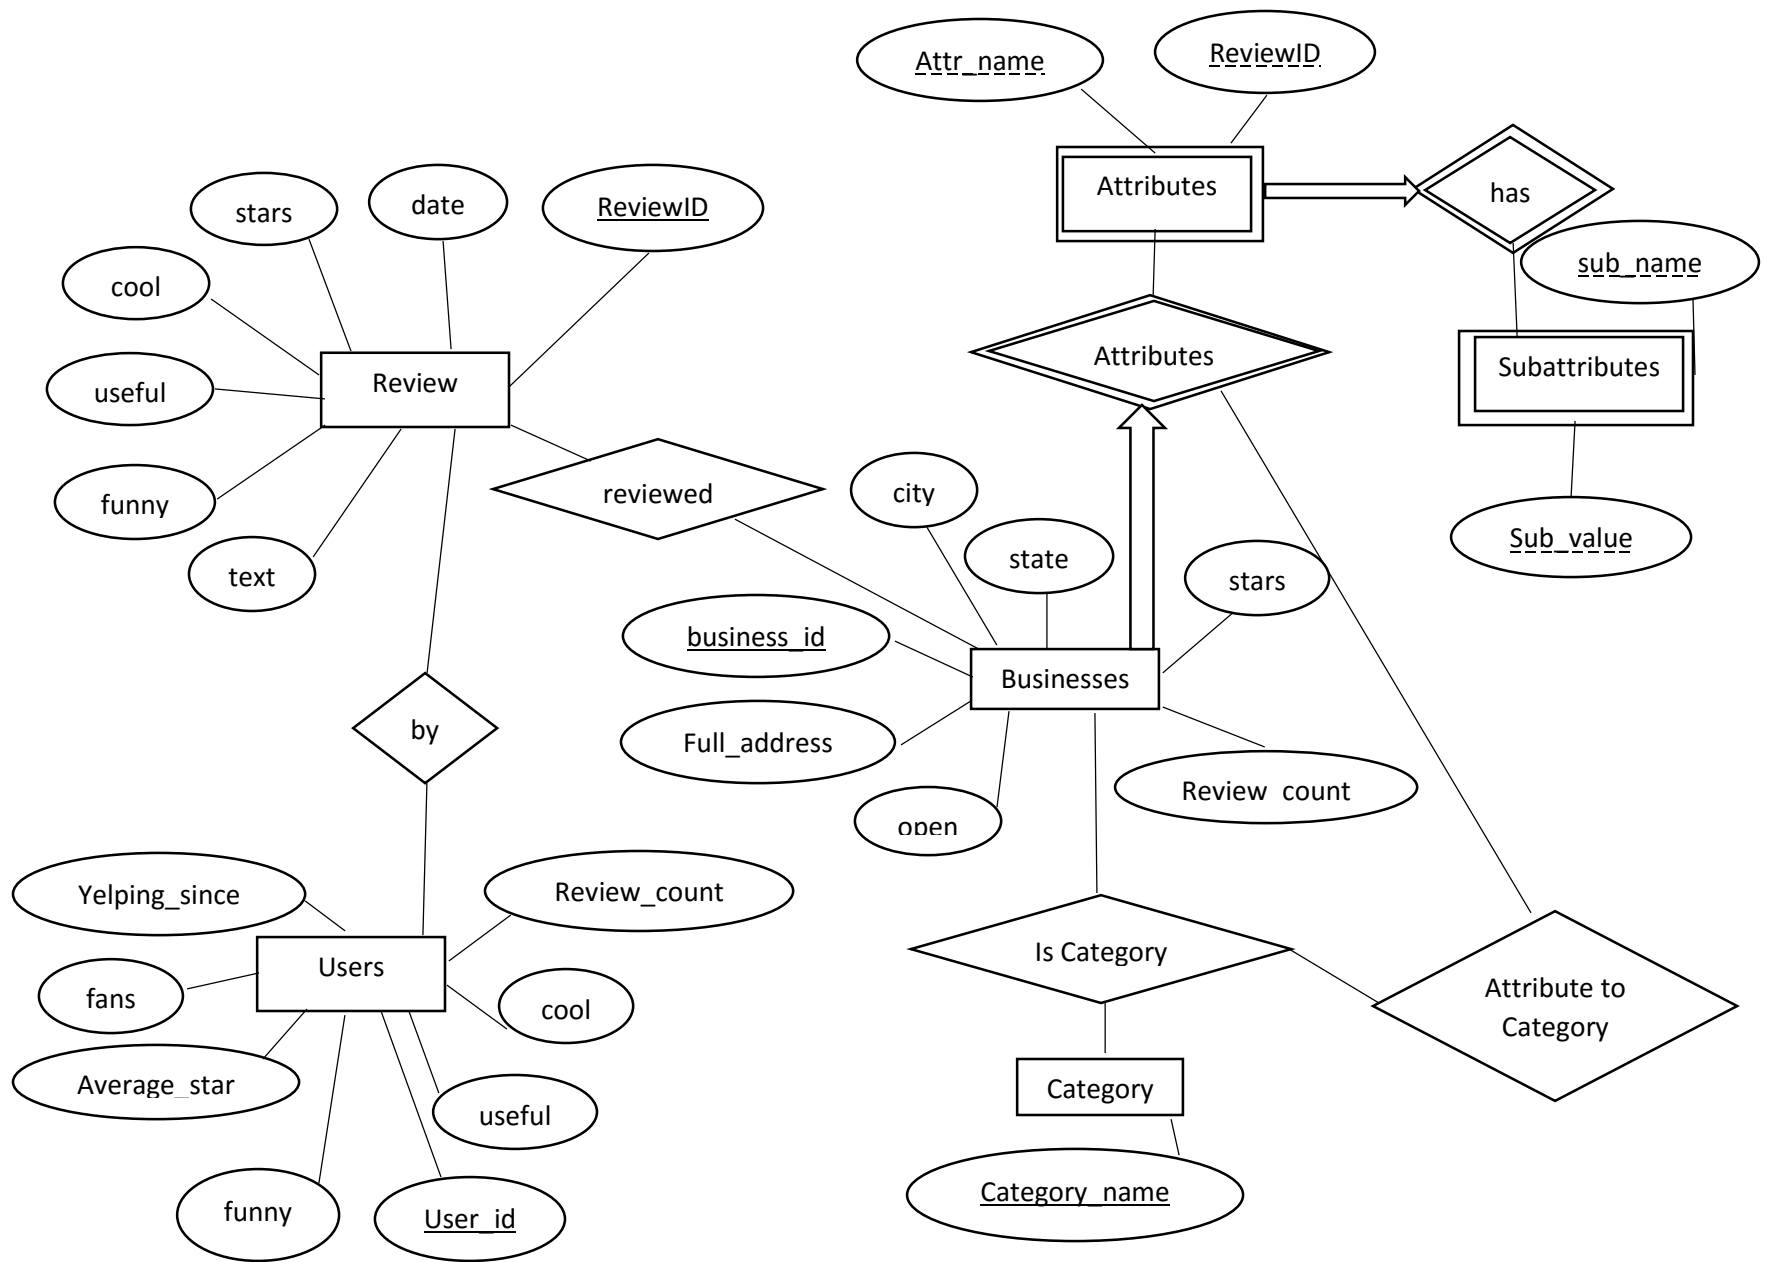 Attr_name
ReviewID
Attributes
has
stars
date
ReviewID
sub_name
cool
Attributes
Review
Subattributes
useful
reviewed
city
funny
Sub_value
state
text
stars
business_id
Businesses
by
Full_address
Review count
open
Yelping_since
Review_count
Is Category
Users
fans
cool
Attribute to
Category
Average_star
Category
useful
funny
User_id
Category_name